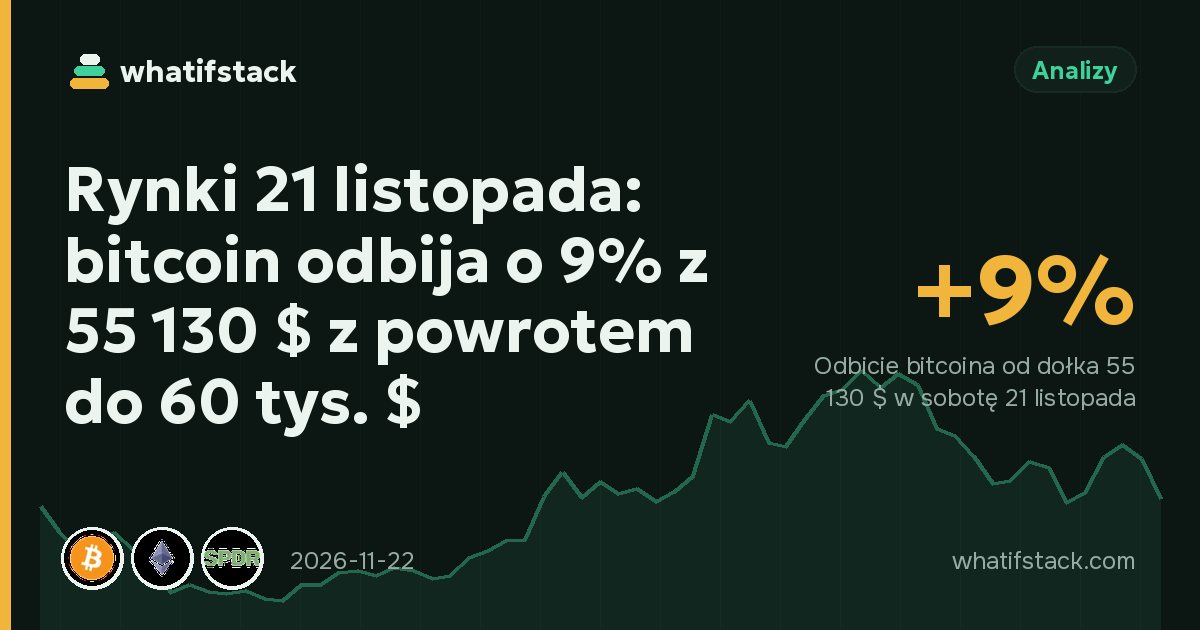 whatifstack
Analizy
Rynki 21 listopada:
bitcoin odbija o 9% z
55 130 $ z powrotem
do 60 tys. $
+9%
Odbicie bitcoina od dołka 55
130 $ w sobotę 21 listopada
SPDR
2026-11-22
whatifstack.com